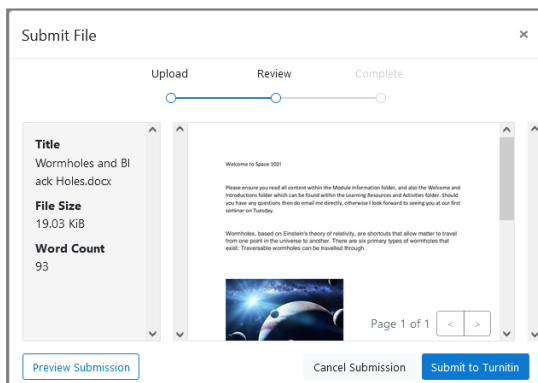 Submit File ×
Upload Review Complete
Title
Wormholes and Bl
ack Holes.docx
File Size
19.03 KiB
Word Count
93
Welcome to Space 100!
Please ensure you read all content within the Module Information folder, and also the Welcome and
Introductions folder which can be found within the Learning Resources and Activities folder. Should
you have any questions then do email me directly, otherwise I look forward to seeing you at our first
seminar on Tuesday.
Wormholes, based on Einstein's theory of relativity, are shortcuts that allow matter to travel
from one point in the universe to another. There are six primary types of wormholes that
exist: Traversable wormholes can be travelled through.
Page 1 of 1 < >
Preview Submission Cancel Submission Submit to Turnitin